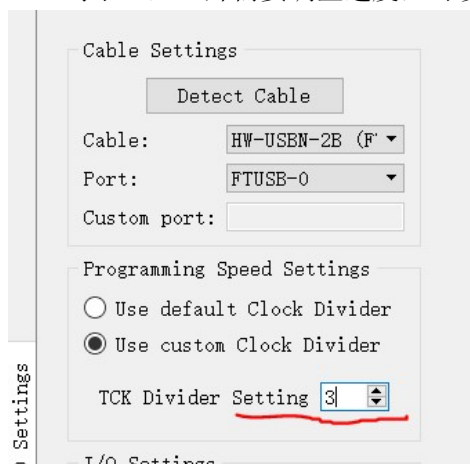 Cable Settings
Detect Cable
Cable: HW-USBN-2B (F
Port: FTUSB-0
Custom port:
Programming Speed Settings
Use default Clock Divider
Use custom Clock Divider
TCK Divider Setting 3
Settings
I/O Settings